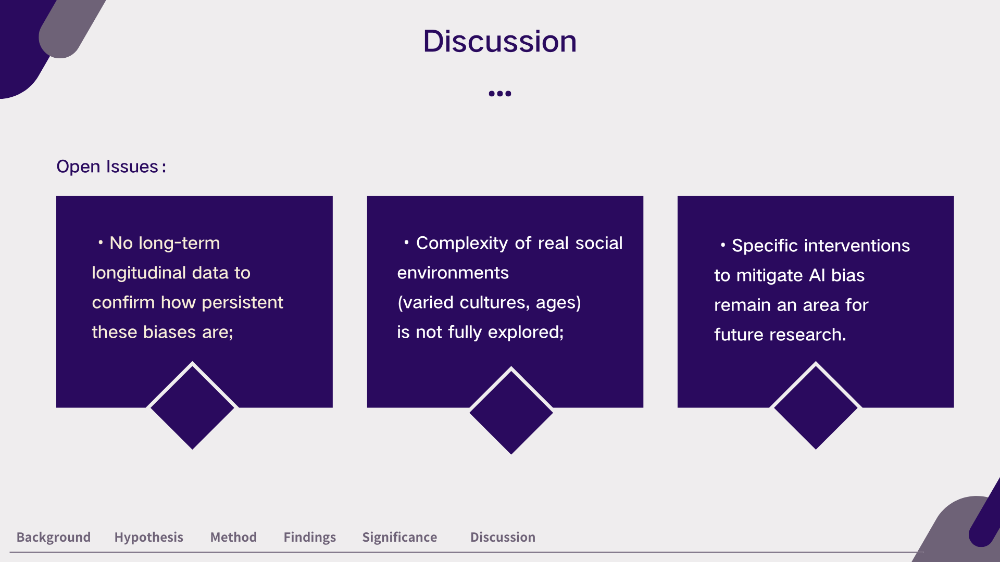 Discussion
...
Open Issues:
• No long-term
longitudinal data to
confirm how persistent
these biases are;
• Complexity of real social
environments
(varied cultures, ages)
is not fully explored;
• Specific interventions
to mitigate AI bias
remain an area for
future research.
Background Hypothesis Method Findings Significance Discussion